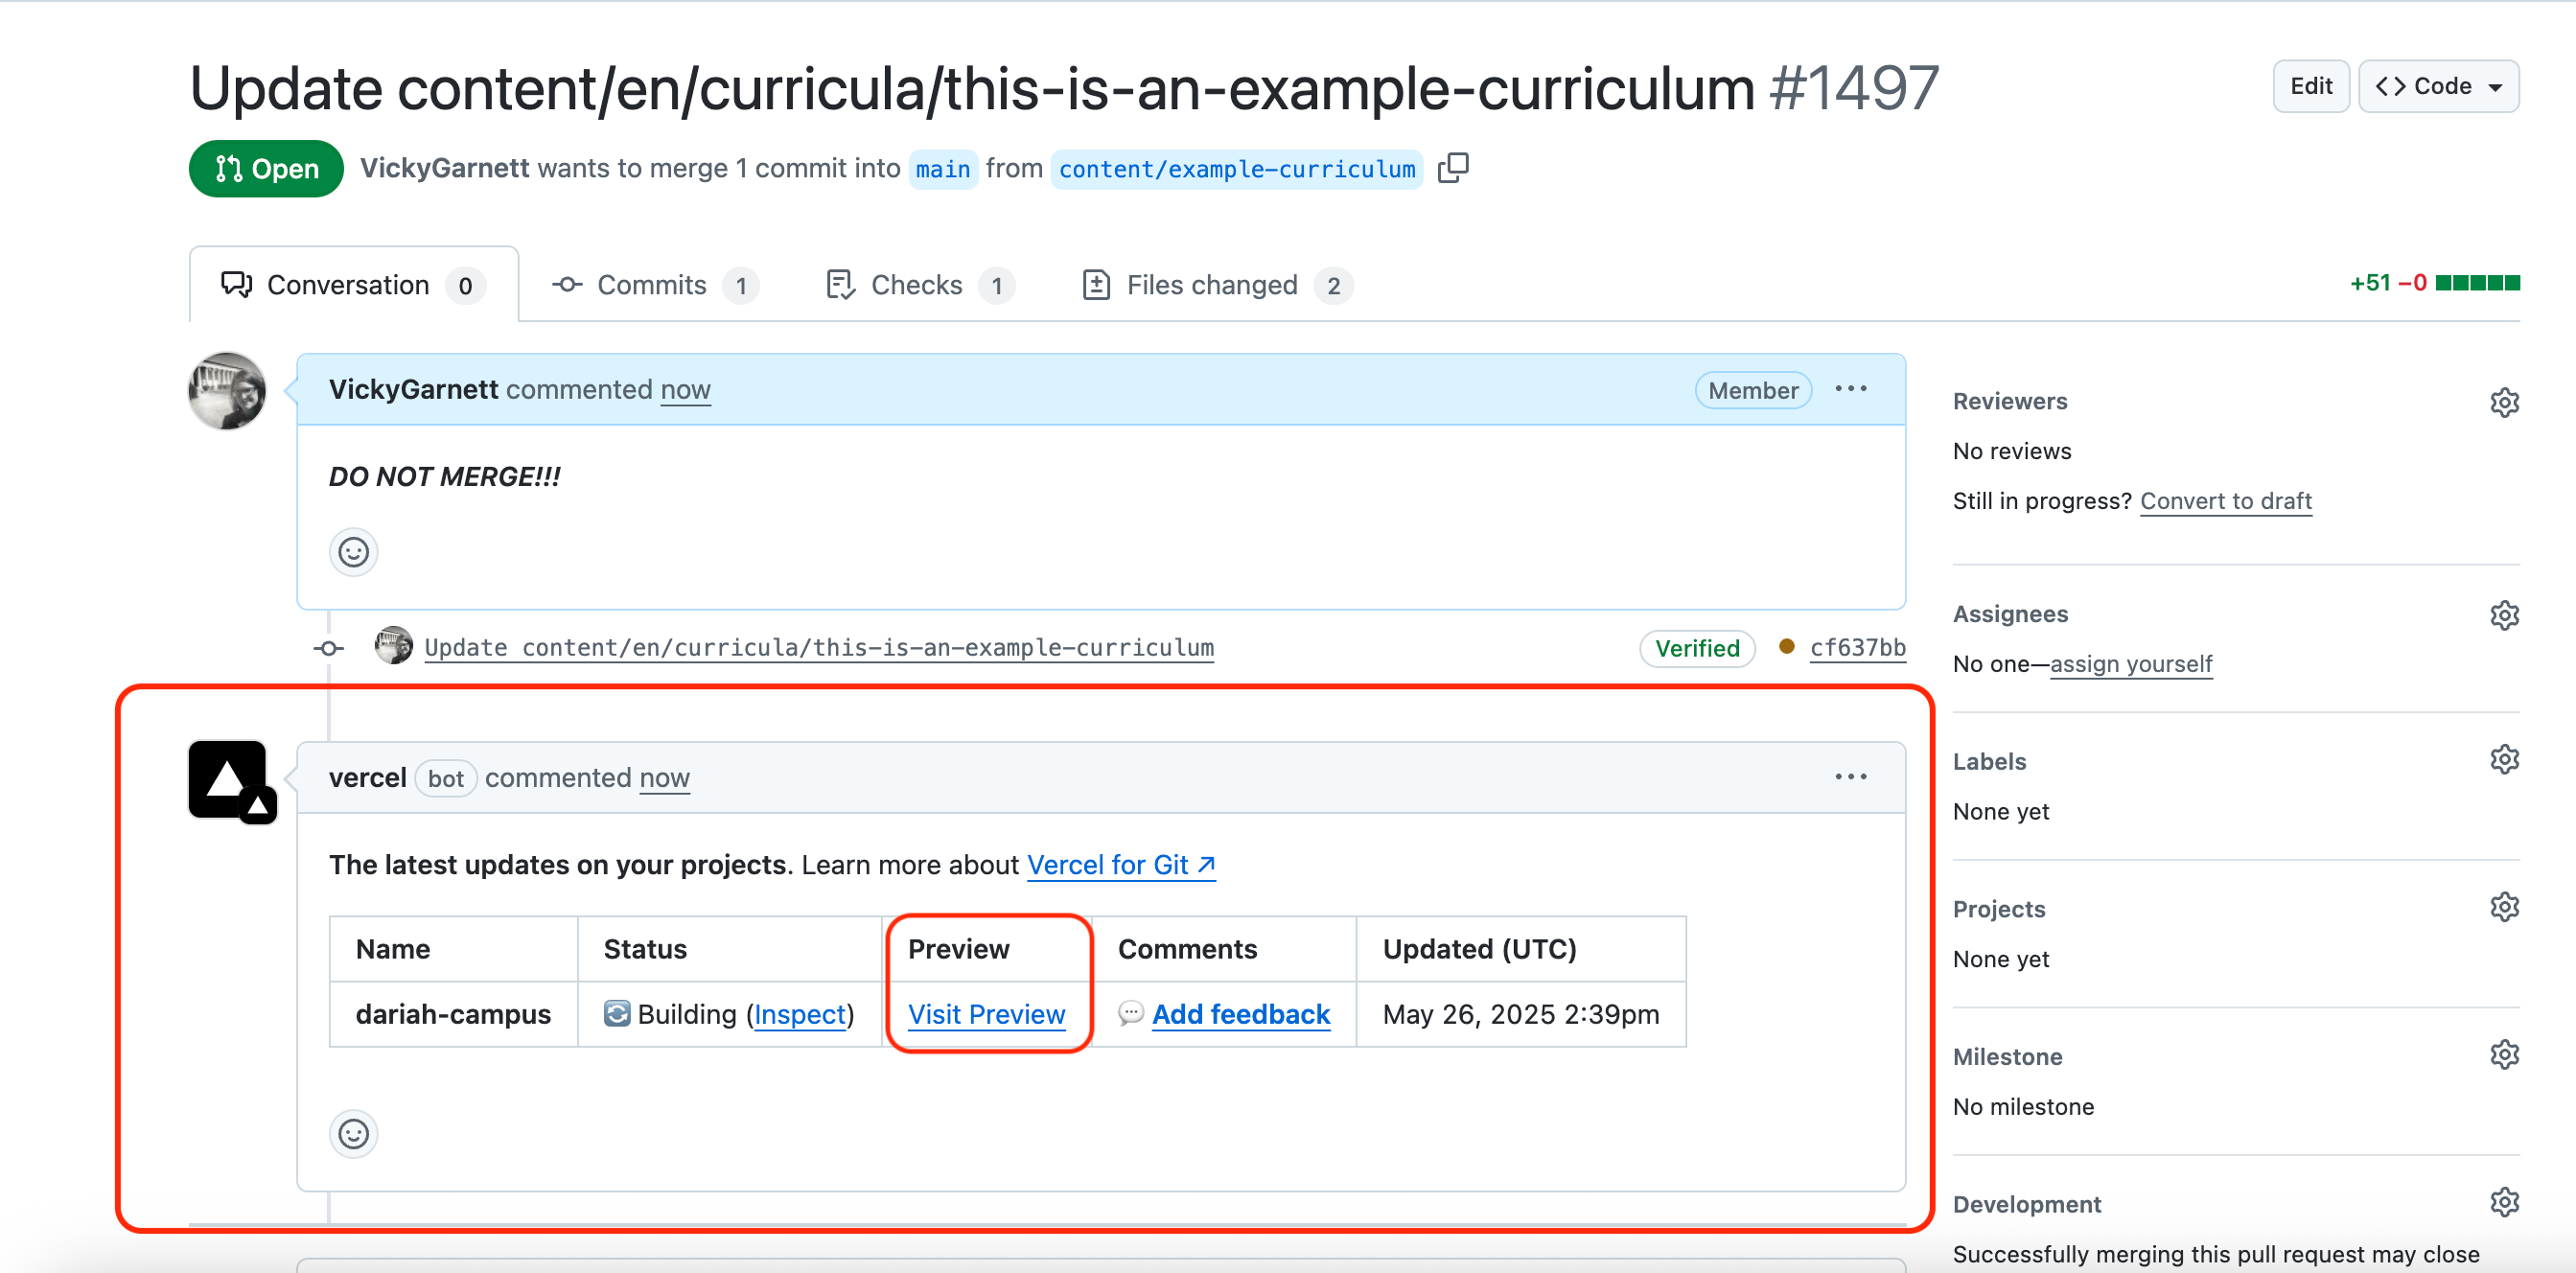 Update content/en/curricula/this-is-an-example-curriculum #1497
Edit
Code
Open
VickyGarnett wants to merge 1 commit into main from content/example-curriculum
Conversation 0
Commits 1
Checks 1
Files changed 2
+51 −0
VickyGarnett commented now
Member
DO NOT MERGE!!!
Update content/en/curricula/this-is-an-example-curriculum
Verified
cf637bb
vercel bot commented now
The latest updates on your projects. Learn more about Vercel for Git ↗
Name Status Preview Comments Updated (UTC)
dariah-campus Building (Inspect) Visit Preview Add feedback May 26, 2025 2:39pm
Reviewers
No reviews
Still in progress? Convert to draft
Assignees
No one—assign yourself
Labels
None yet
Projects
None yet
Milestone
No milestone
Development
Successfully merging this pull request may close